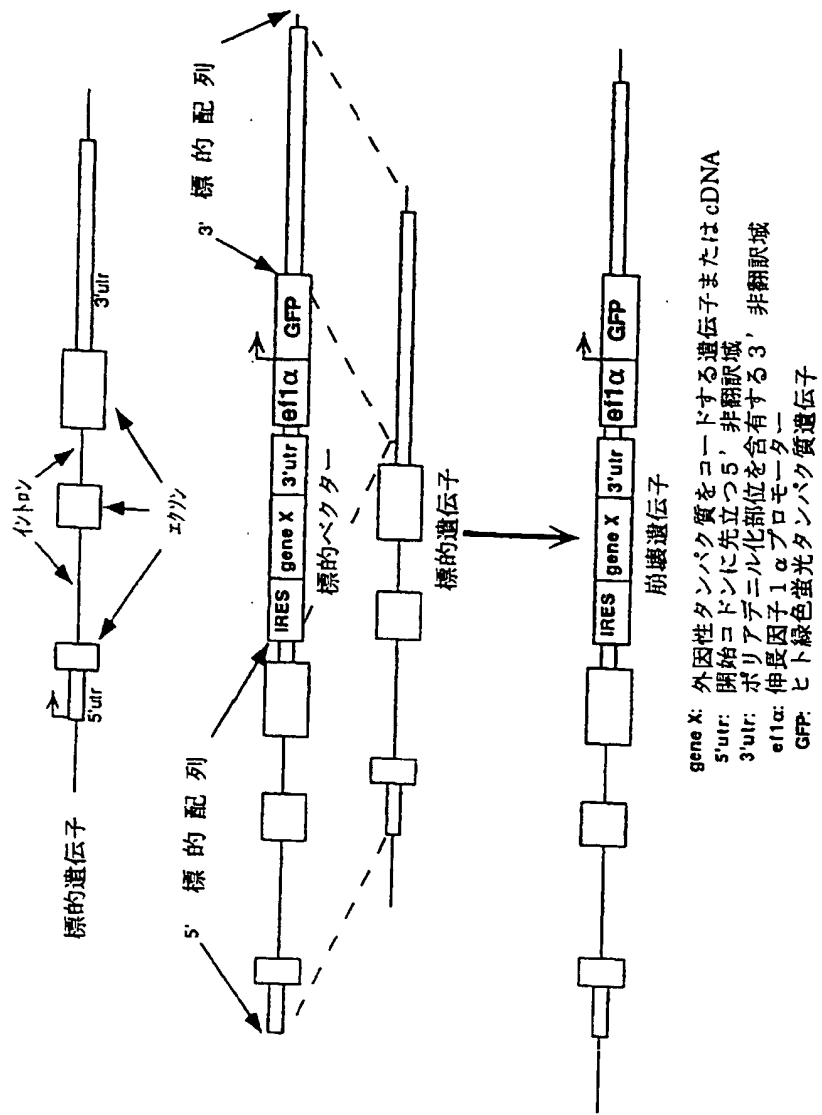 標的遺伝子
イントロン
エクソン
5'utr
3'utr
5' 標的配列
3' 標的配列
IRES gene X 3'utr ef1α GFP
標的ベクター
標的遺伝子
IRES gene X 3'utr ef1α GFP
崩壊遺伝子
gene X: 外因性タンパク質をコードする遺伝子またはcDNA
5'utr: 開始コドンに先立つ5' 非翻訳域
3'utr: ポリアデニル化部位を含有する3' 非翻訳域
ef1α: 伸長因子1αプロモーター
GFP: ヒト緑色蛍光タンパク質遺伝子